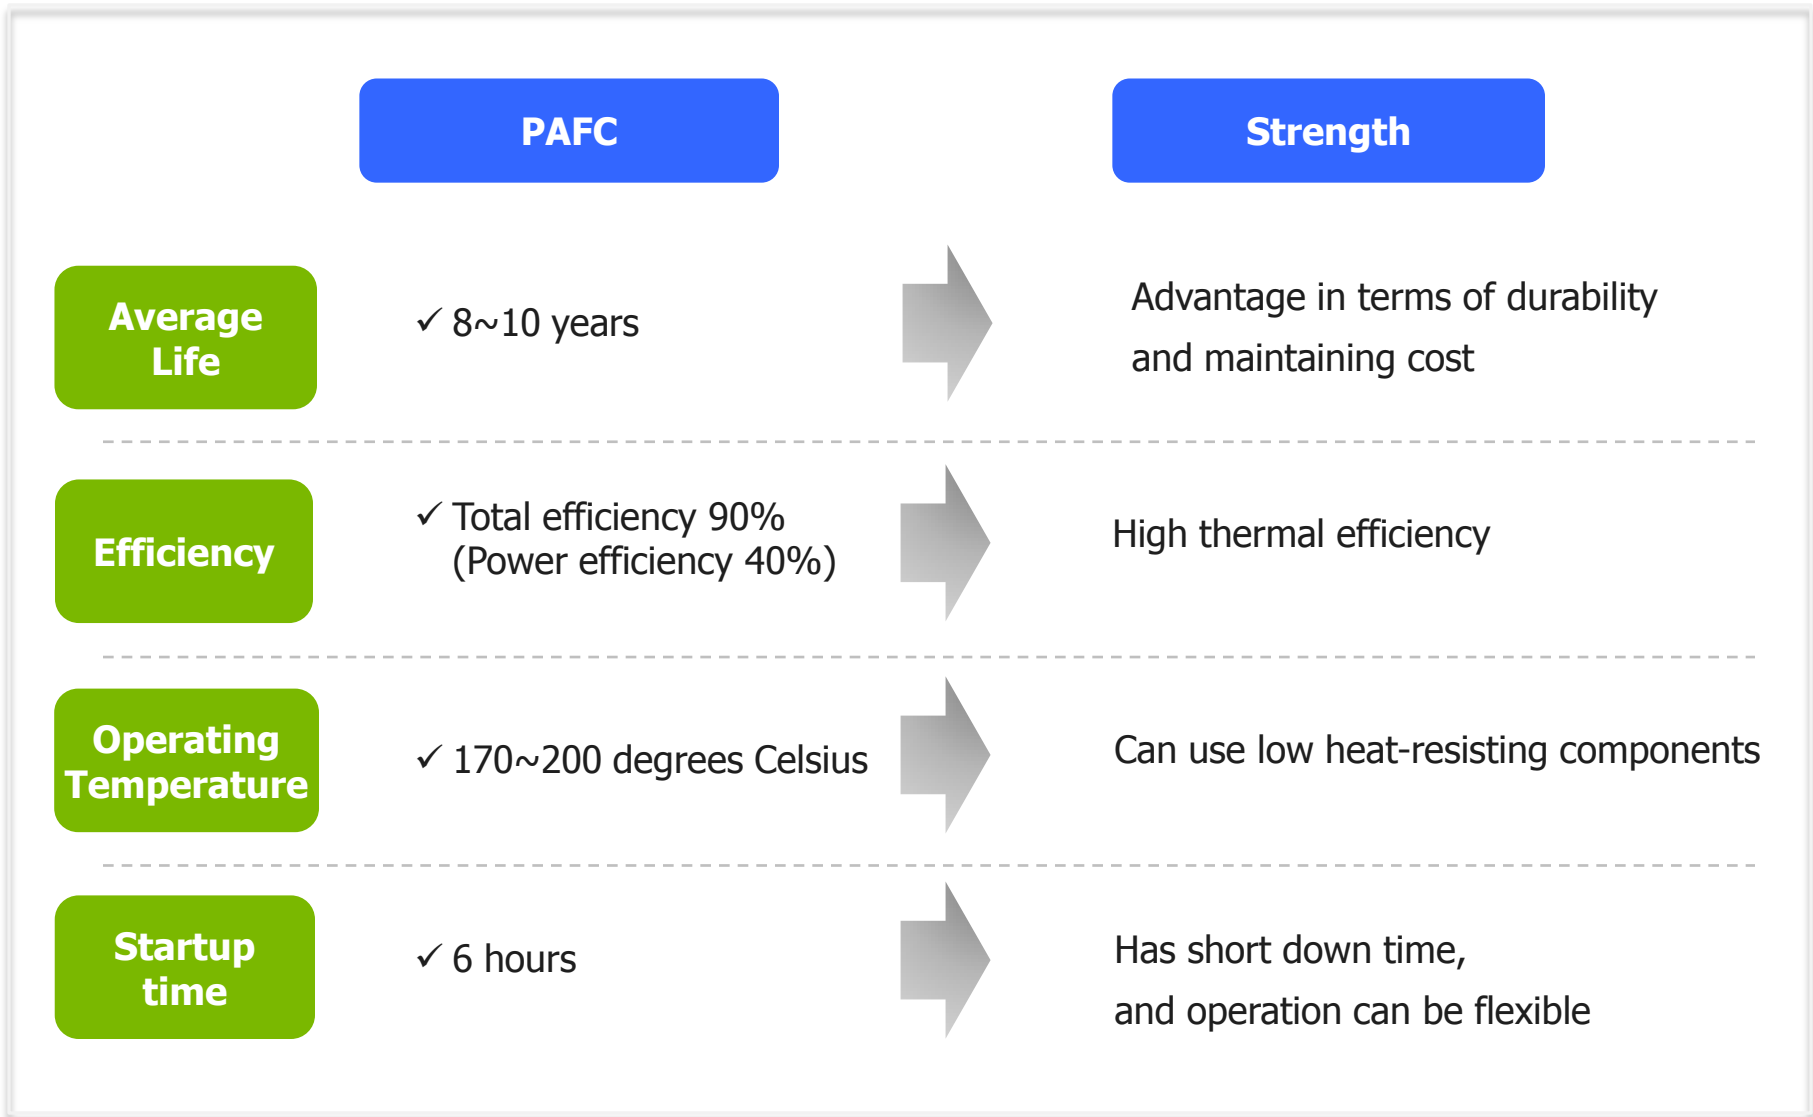 PAFC
Strength
Average
Life
✓ 8~10 years
Advantage in terms of durability
and maintaining cost
Efficiency
✓ Total efficiency 90%
(Power efficiency 40%)
High thermal efficiency
Operating
Temperature
✓ 170~200 degrees Celsius
Can use low heat-resisting components
Startup
time
✓ 6 hours
Has short down time,
and operation can be flexible